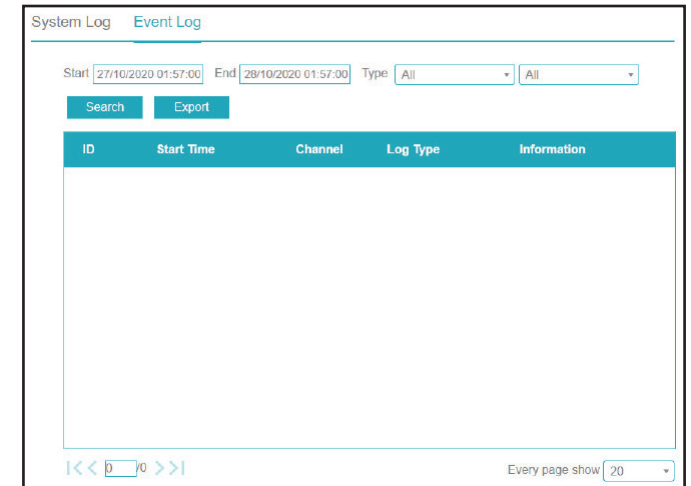 System Log Event Log
Start 27/10/2020 01:57:00 End 28/10/2020 01:57:00 Type All All
Search Export
ID Start Time Channel Log Type Information
0 /0 Every page show 20